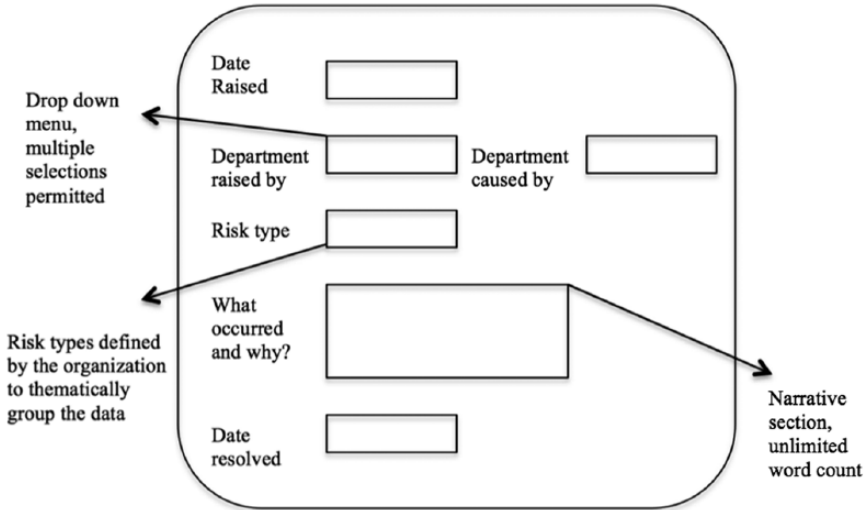 Date
Raised
Drop down
menu,
multiple
selections
permitted
Department
raised by
Department
caused by
Risk type
What
occurred
and why?
Risk types defined
by the organization
to thematically
group the data
Narrative
section,
unlimited
word count
Date
resolved